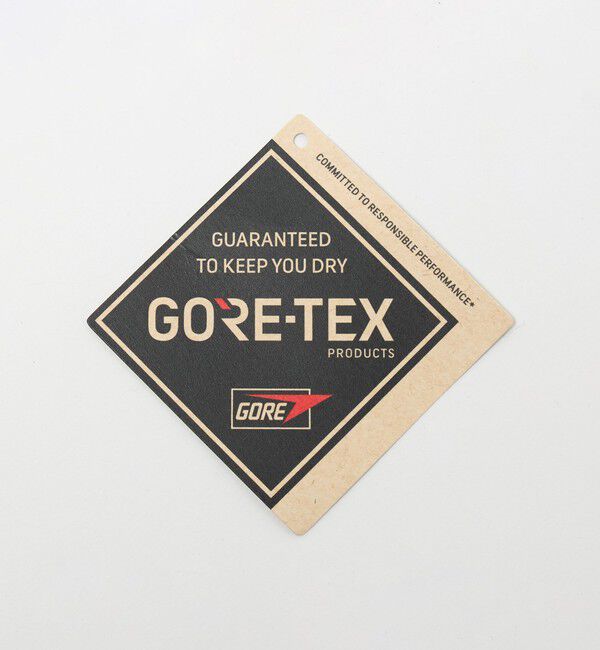 COMMITTED TO RESPONSIBLE PERFORMANCE*
GUARANTEED
TO KEEP YOU DRY
GORE-TEX
PRODUCTS
GORE